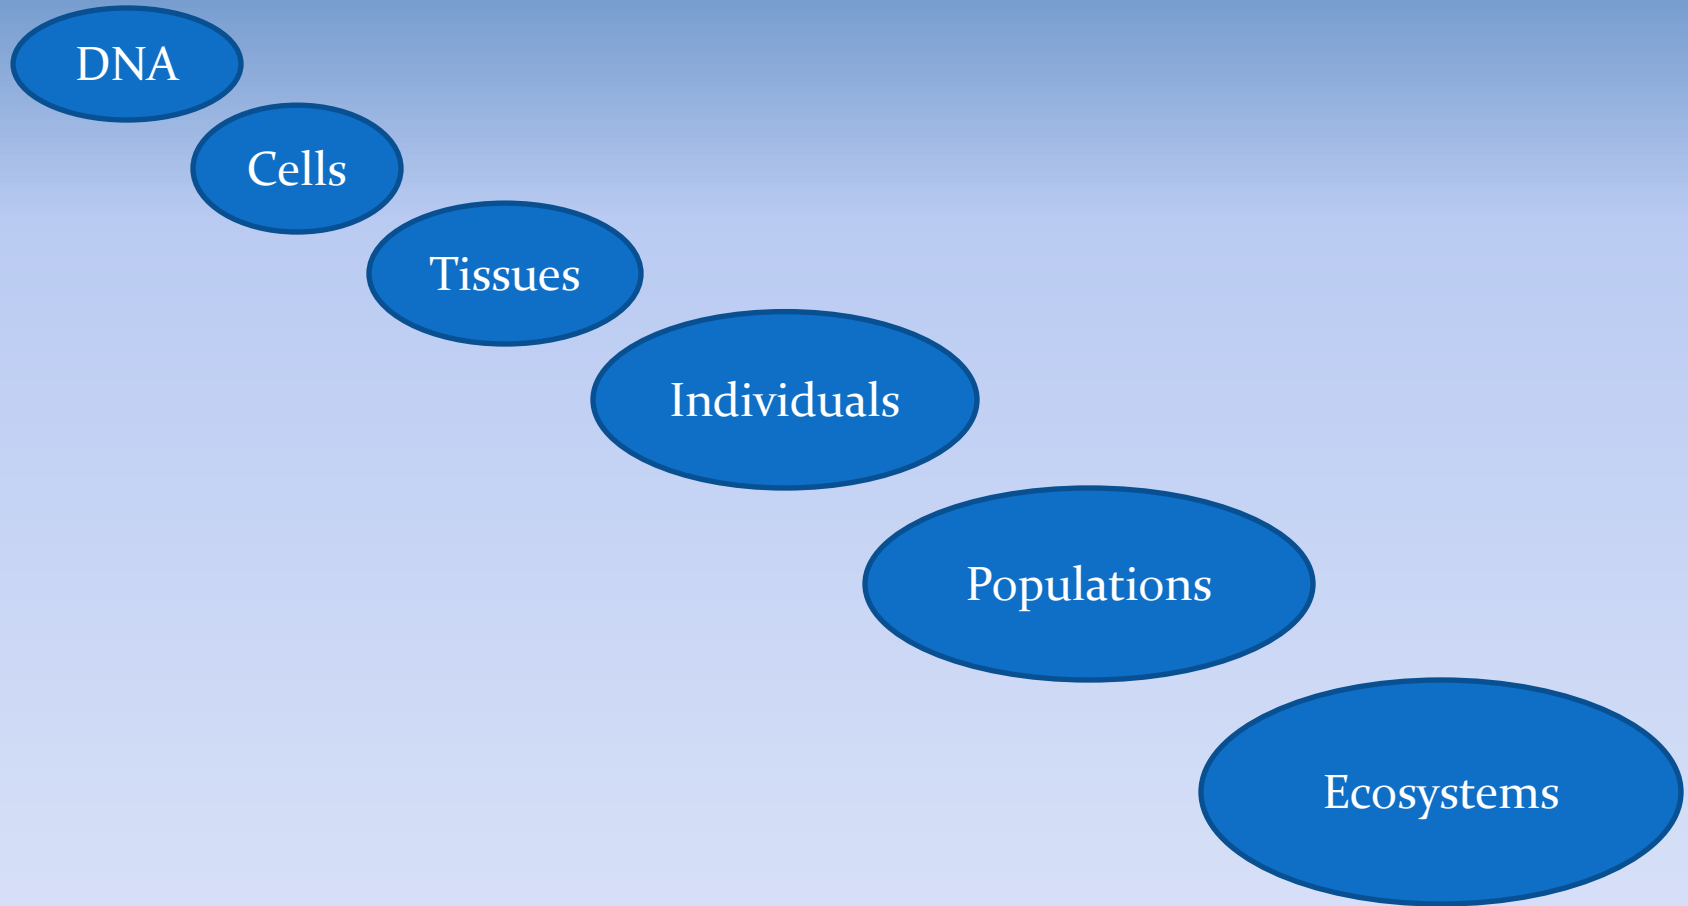 DNA
Cells
Tissues
Individuals
Populations
Ecosystems